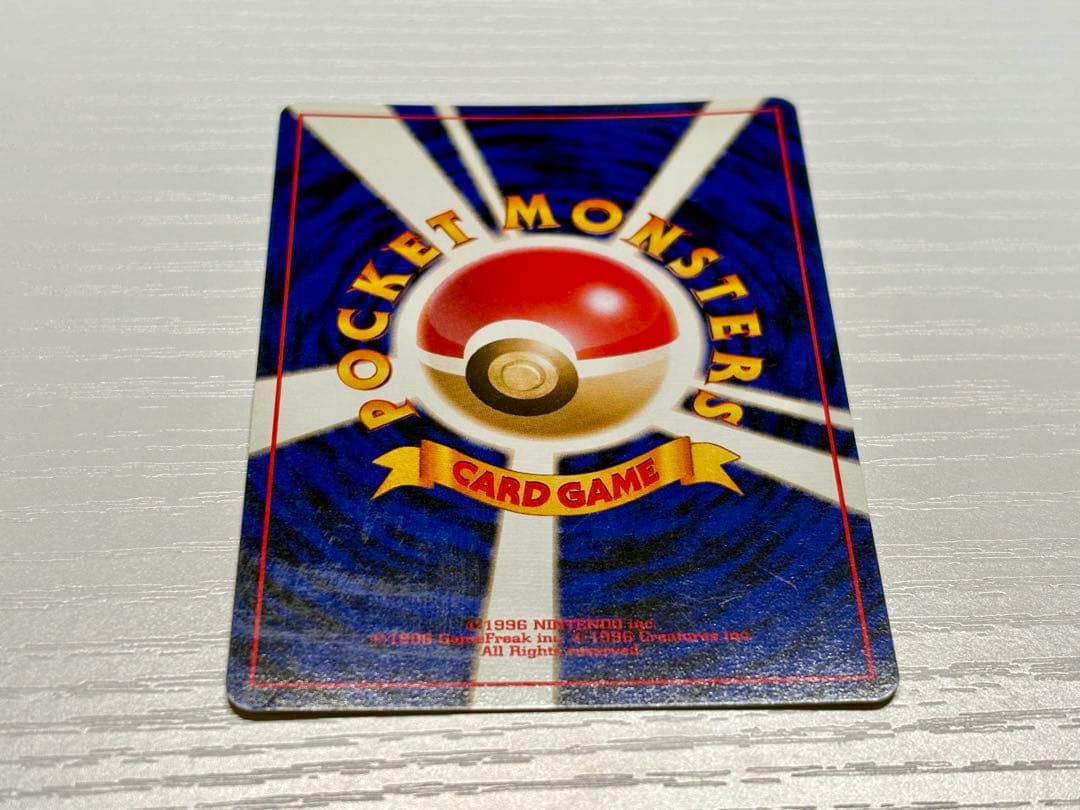 POCKET MONSTERS
CARD GAME
©1996 NINTENDO inc.
©1996 GameFreak inc. ©1996 Creatures inc.
All Rights reserved.